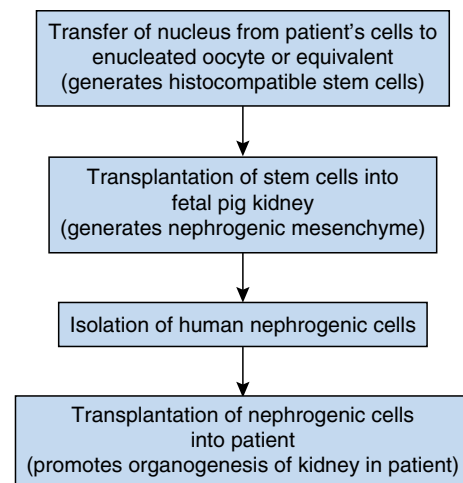 Transfer of nucleus from patient's cells to
enucleated oocyte or equivalent
(generates histocompatible stem cells)
Transplantation of stem cells into
fetal pig kidney
(generates nephrogenic mesenchyme)
Isolation of human nephrogenic cells
Transplantation of nephrogenic cells
into patient
(promotes organogenesis of kidney in patient)